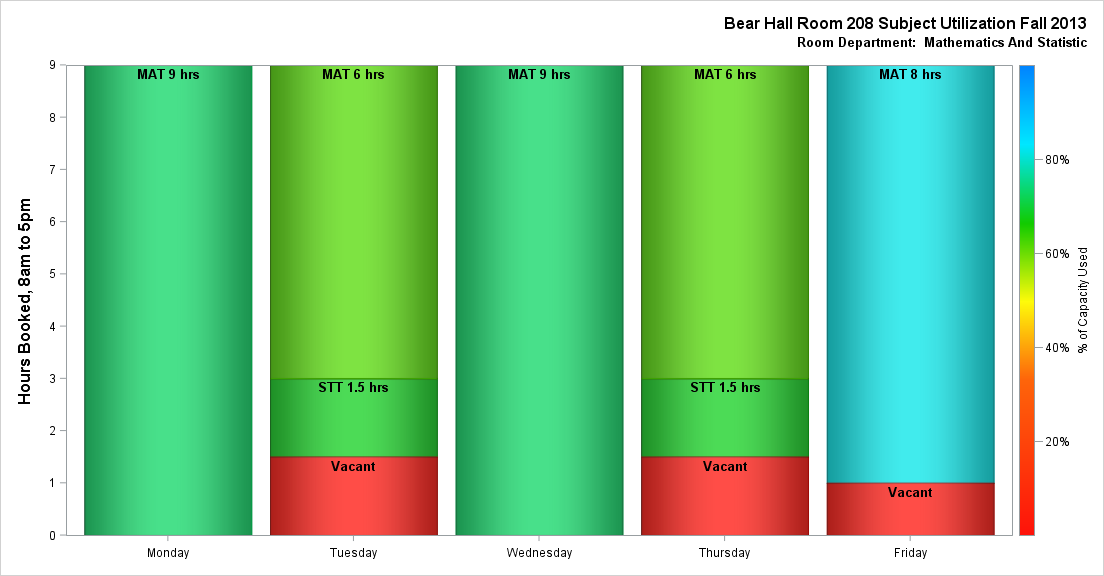 Bear Hall Room 208 Subject Utilization Fall 2013
Room Department:  Mathematics And Statistic
Hours Booked, 8am to 5pm
9
8
7
6
5
4
3
2
1
0
MAT 9 hrs
MAT 6 hrs
STT 1.5 hrs
Vacant
MAT 9 hrs
MAT 6 hrs
STT 1.5 hrs
Vacant
MAT 8 hrs
Vacant
Monday
Tuesday
Wednesday
Thursday
Friday
80%
60%
40%
20%
% of Capacity Used